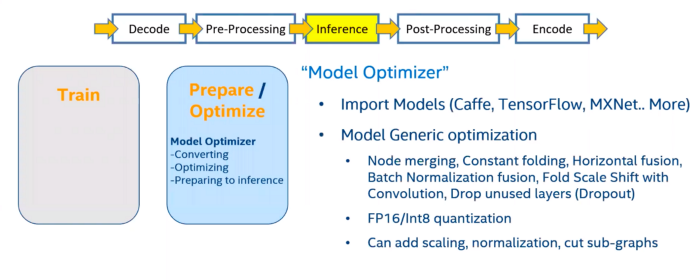 Decode Pre-Processing Inference Post-Processing Encode
Train
Prepare /
Optimize
Model Optimizer
-Converting
-Optimizing
-Preparing to inference
“Model Optimizer”
• Import Models (Caffe, TensorFlow, MXNet.. More)
• Model Generic optimization
• Node merging, Constant folding, Horizontal fusion,
Batch Normalization fusion, Fold Scale Shift with
Convolution, Drop unused layers (Dropout)
• FP16/Int8 quantization
• Can add scaling, normalization, cut sub-graphs